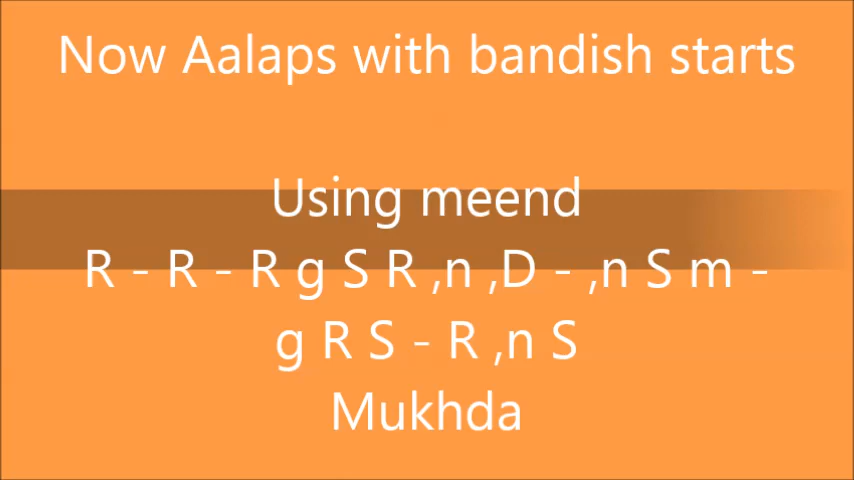 Now Aalaps with bandish starts
Using meend
R - R - R g S R ,n ,D - ,n S m -
g R S - R ,n S
Mukhda